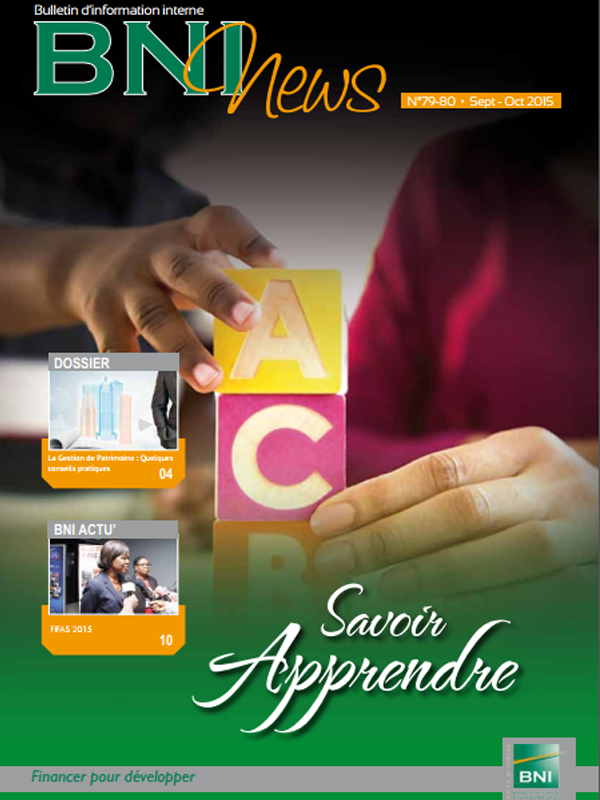 Bulletin d'information interne
BNI News
N°79-80 • Sept - Oct 2015
A
C
DOSSIER
La Gestion de Patrimoine : Quelques
conseils pratiques
04
BNI ACTU'
FIFAS 2015
10
Savoir
Apprendre
Financer pour développer
BNI